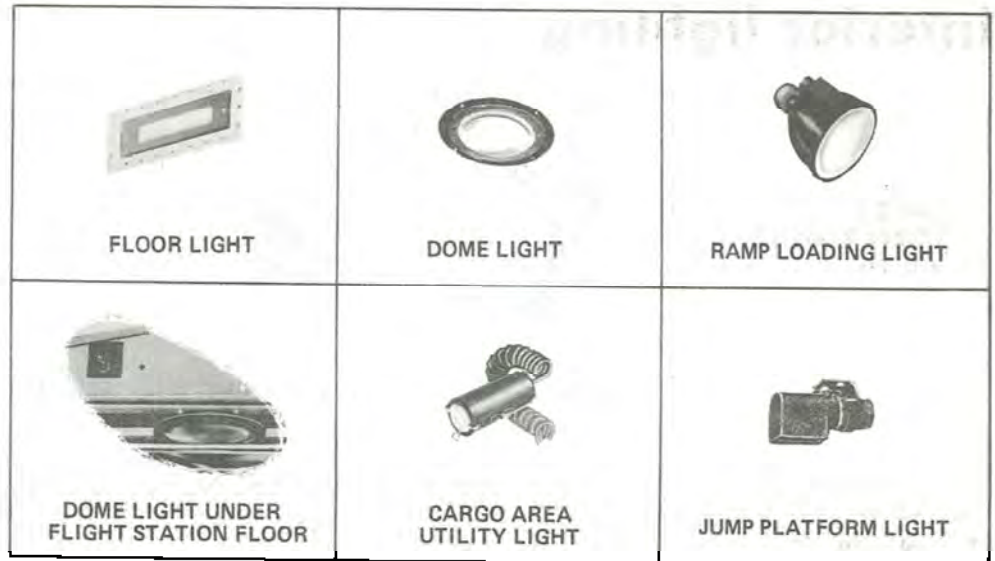 FLOOR LIGHT
DOME LIGHT
RAMP LOADING LIGHT
DOME LIGHT UNDER
FLIGHT STATION FLOOR
CARGO AREA
UTILITY LIGHT
JUMP PLATFORM LIGHT